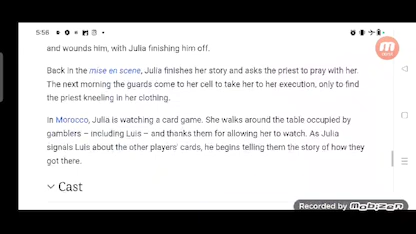 5:56
and wounds him, with Julia finishing him off.
Back in the mise en scene, Julia finishes her story and asks the priest to pray with her.
The next morning the guards come to her cell to take her to her execution, only to find
the priest kneeling in her clothing.
In Morocco, Julia is watching a card game. She walks around the table occupied by
gamblers – including Luis – and thanks them for allowing her to watch. As Julia
signals Luis about the other players' cards, he begins telling them the story of how they
got there.
Cast
Recorded by Mobizen